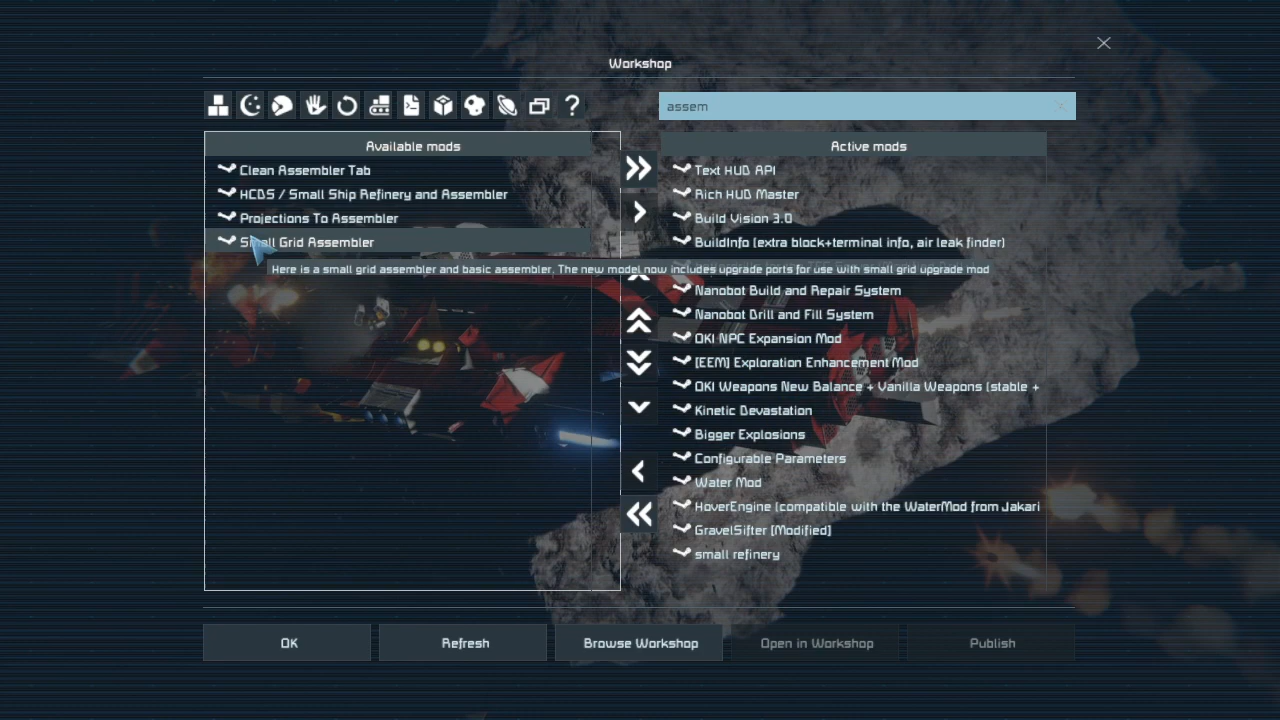 Workshop
assem
Available mods
Clean Assembler Tab
HCDS / Small Ship Refinery and Assembler
Projections To Assembler
Small Grid Assembler
Here is a small grid assembler and basic assembler. The new model now includes upgrade ports for use with small grid upgrade mod
Active mods
Text HUD API
Rich HUD Master
Build Vision 3.0
BuildInfo (extra block+terminal info, air leak finder)
Nanobot Build and Repair System
Nanobot Drill and Fill System
OKI NPC Expansion Mod
[EEM] Exploration Enhancement Mod
OKI Weapons New Balance + Vanilla Weapons (stable +
Kinetic Devastation
Bigger Explosions
Configurable Parameters
Water Mod
HoverEngine (compatible with the WaterMod from Jakari
GravelSifter [Modified]
small refinery
OK
Refresh
Browse Workshop
Open in Workshop
Publish